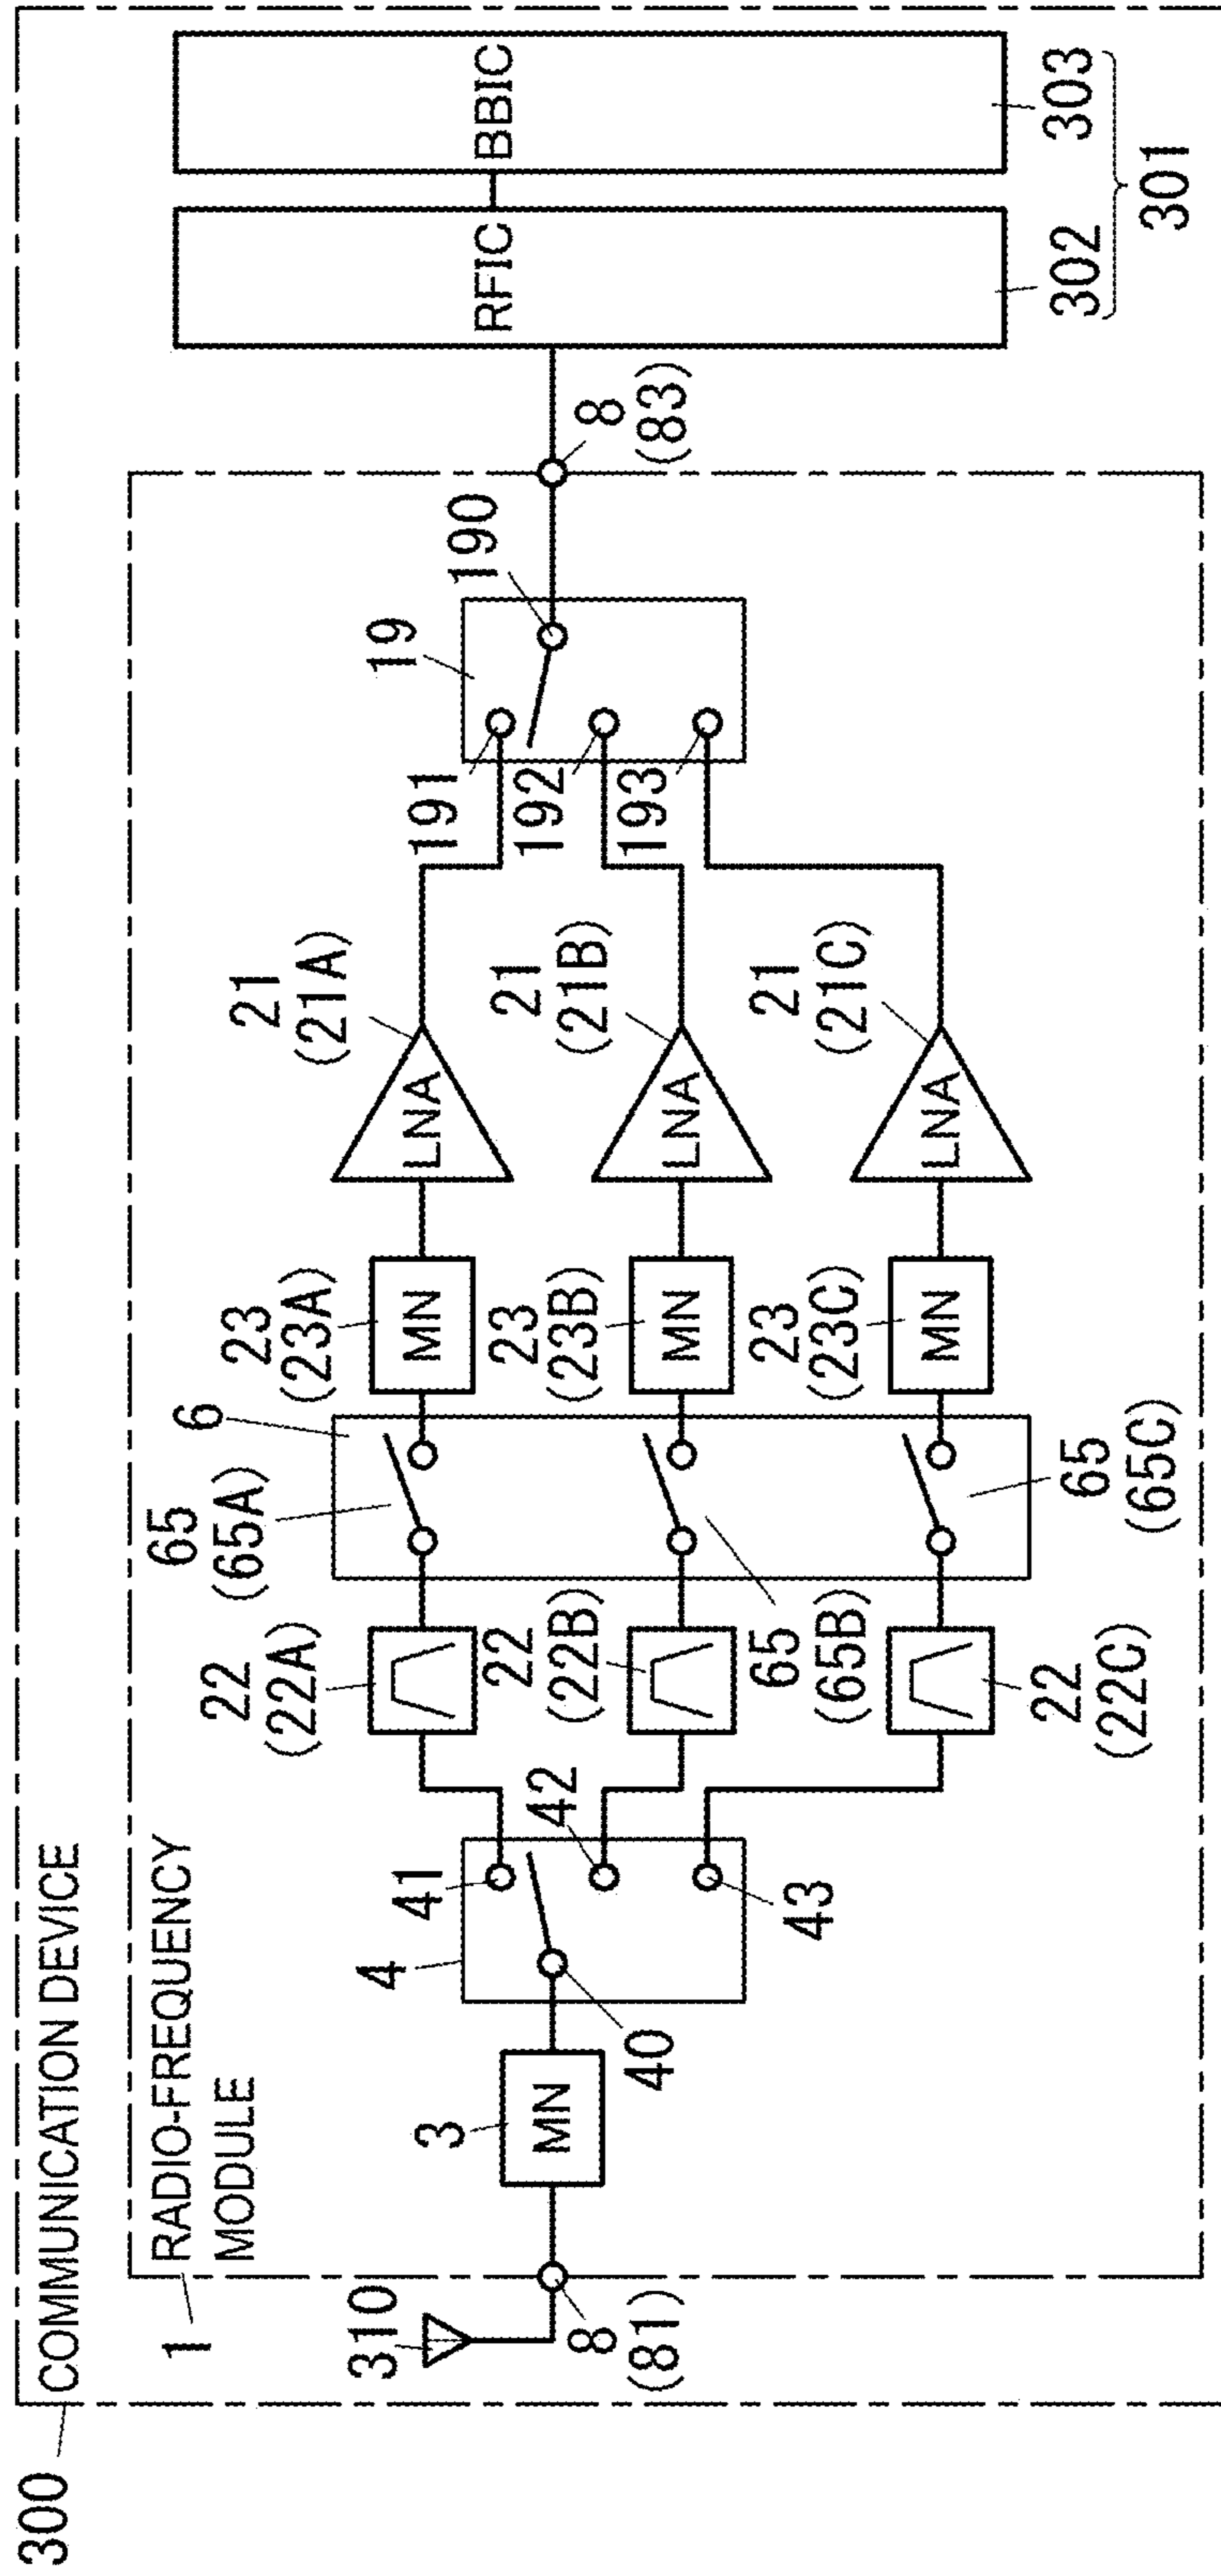 300
COMMUNICATION DEVICE
1
RADIO-FREQUENCY
MODULE
310
8
(81)
3
MN
4
40
41
42
43
22
(22A)
22
(22B)
22
(22C)
65
(65A)
6
65
(65B)
65
(65C)
23
(23A)
MN
23
(23B)
MN
23
(23C)
MN
21
(21A)
LNA
21
(21B)
LNA
21
(21C)
LNA
191
192
193
19
190
8
(83)
RFIC
BBIC
302
303
301